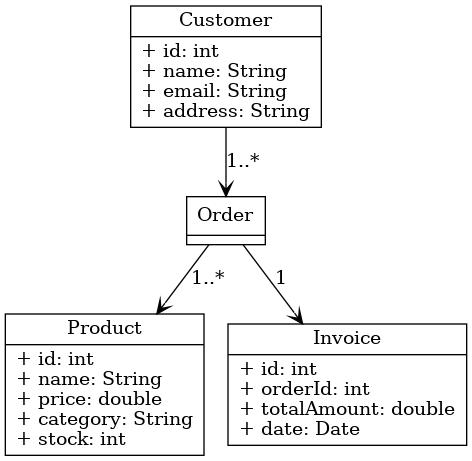 Customer
+ id: int
+ name: String
+ email: String
+ address: String
1..*
Order
1..*
1
Product
+ id: int
+ name: String
+ price: double
+ category: String
+ stock: int
Invoice
+ id: int
+ orderId: int
+ totalAmount: double
+ date: Date